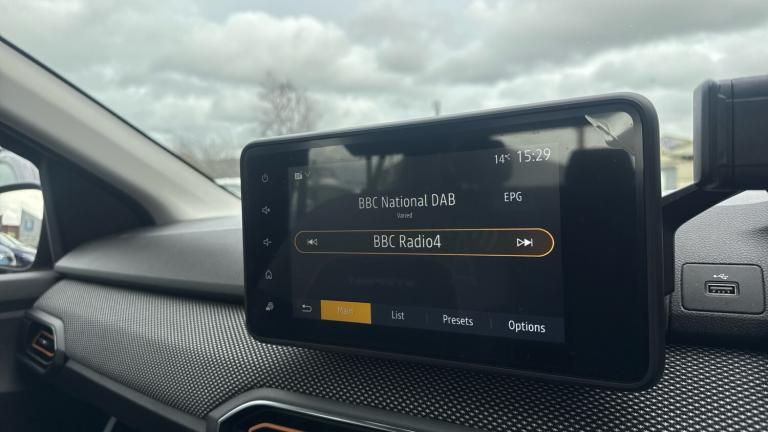 14°C 15:29
BBC National DAB
EPG
Varied
BBC Radio4
Main List Presets Options